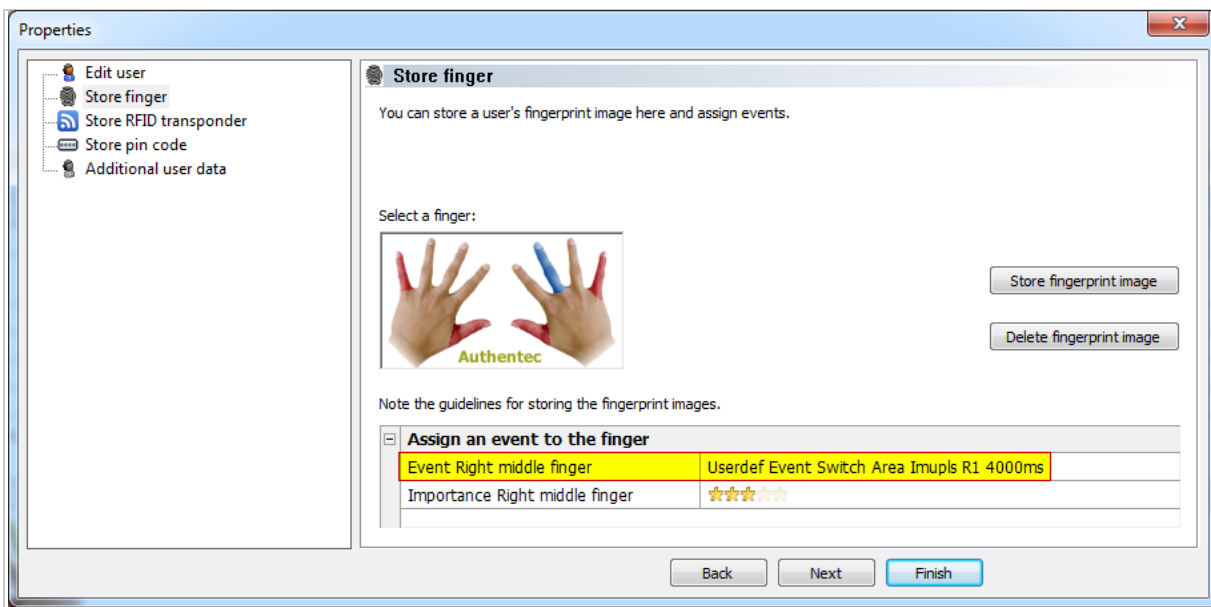 Properties
Edit user
Store finger
Store RFID transponder
Store pin code
Additional user data
Store finger
You can store a user's fingerprint image here and assign events.
Select a finger:
Authentec
Store fingerprint image
Delete fingerprint image
Note the guidelines for storing the fingerprint images.
Assign an event to the finger
Event Right middle finger Userdef Event Switch Area Imupls R1 4000ms
Importance Right middle finger
Back Next Finish